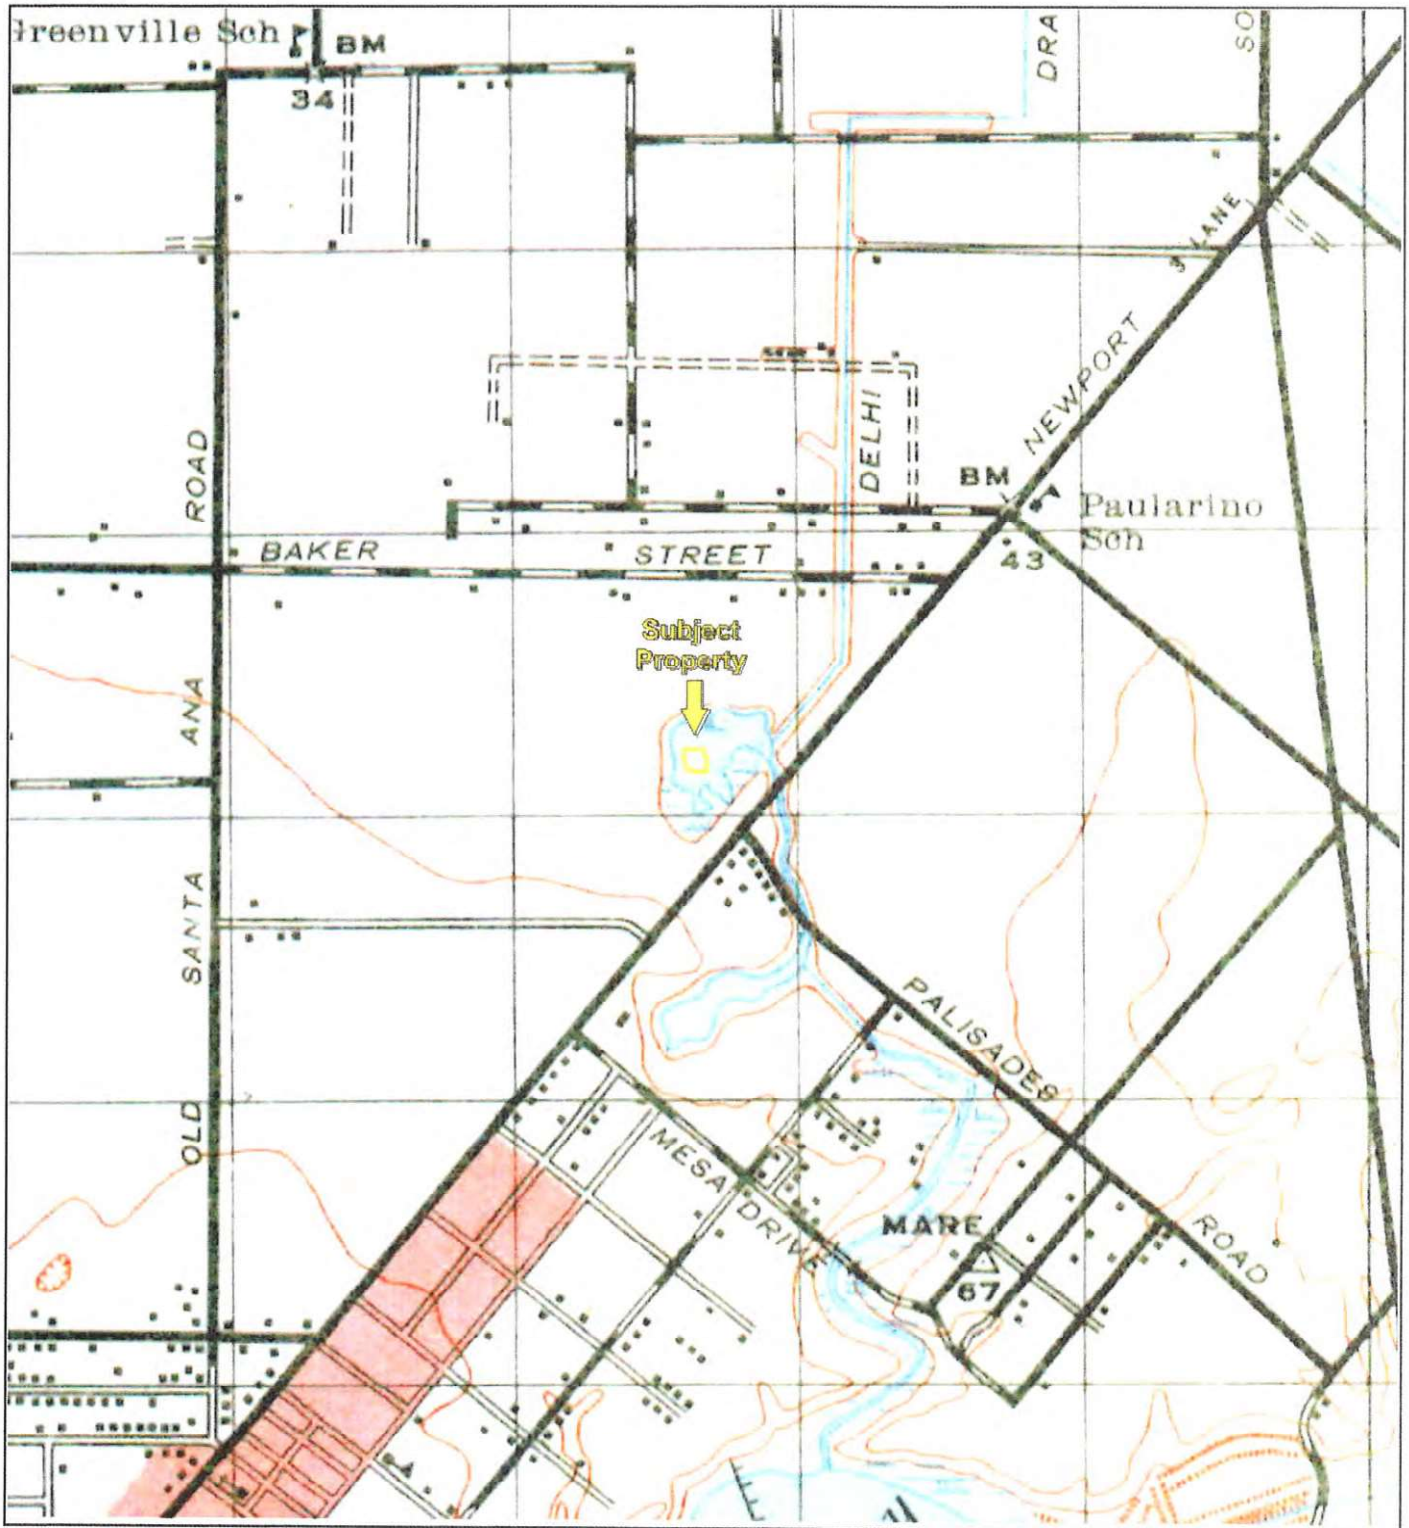 Greenville Sch
BM
34
DRA
SO
3 LANE
NEWPORT
DELHI
ROAD
BM
Paularino
Sch
43
BAKER STREET
Subject
Property
ANA
SANTA
OLD
PALISADES
MESA
DRIVE
MARE
67
ROAD